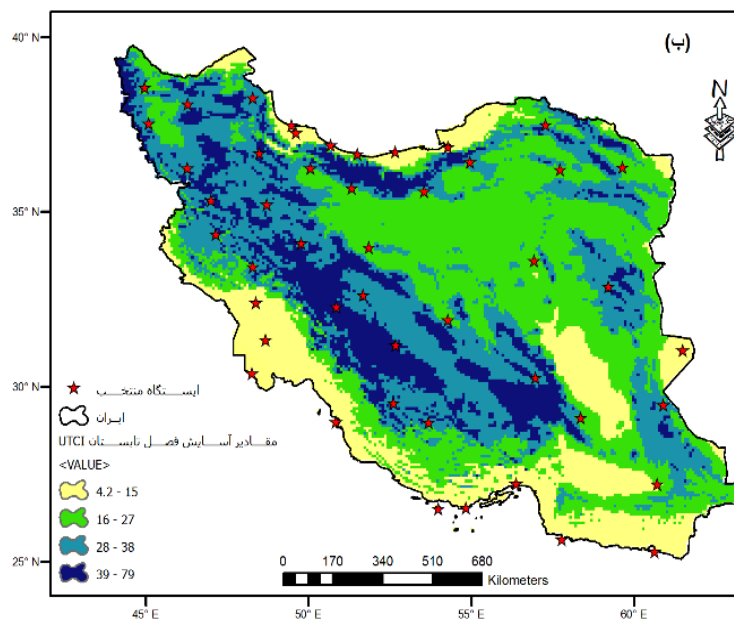 40° N
(ب)
N
35° N
30° N
ایستگاه منتخب
ایران
مقادیر آسایش فصل تابستان UTCI
<VALUE>
4.2 - 15
16 - 27
28 - 38
39 - 79
25° N
0 170 340 510 680
Kilometers
45° E 50° E 55° E 60° E